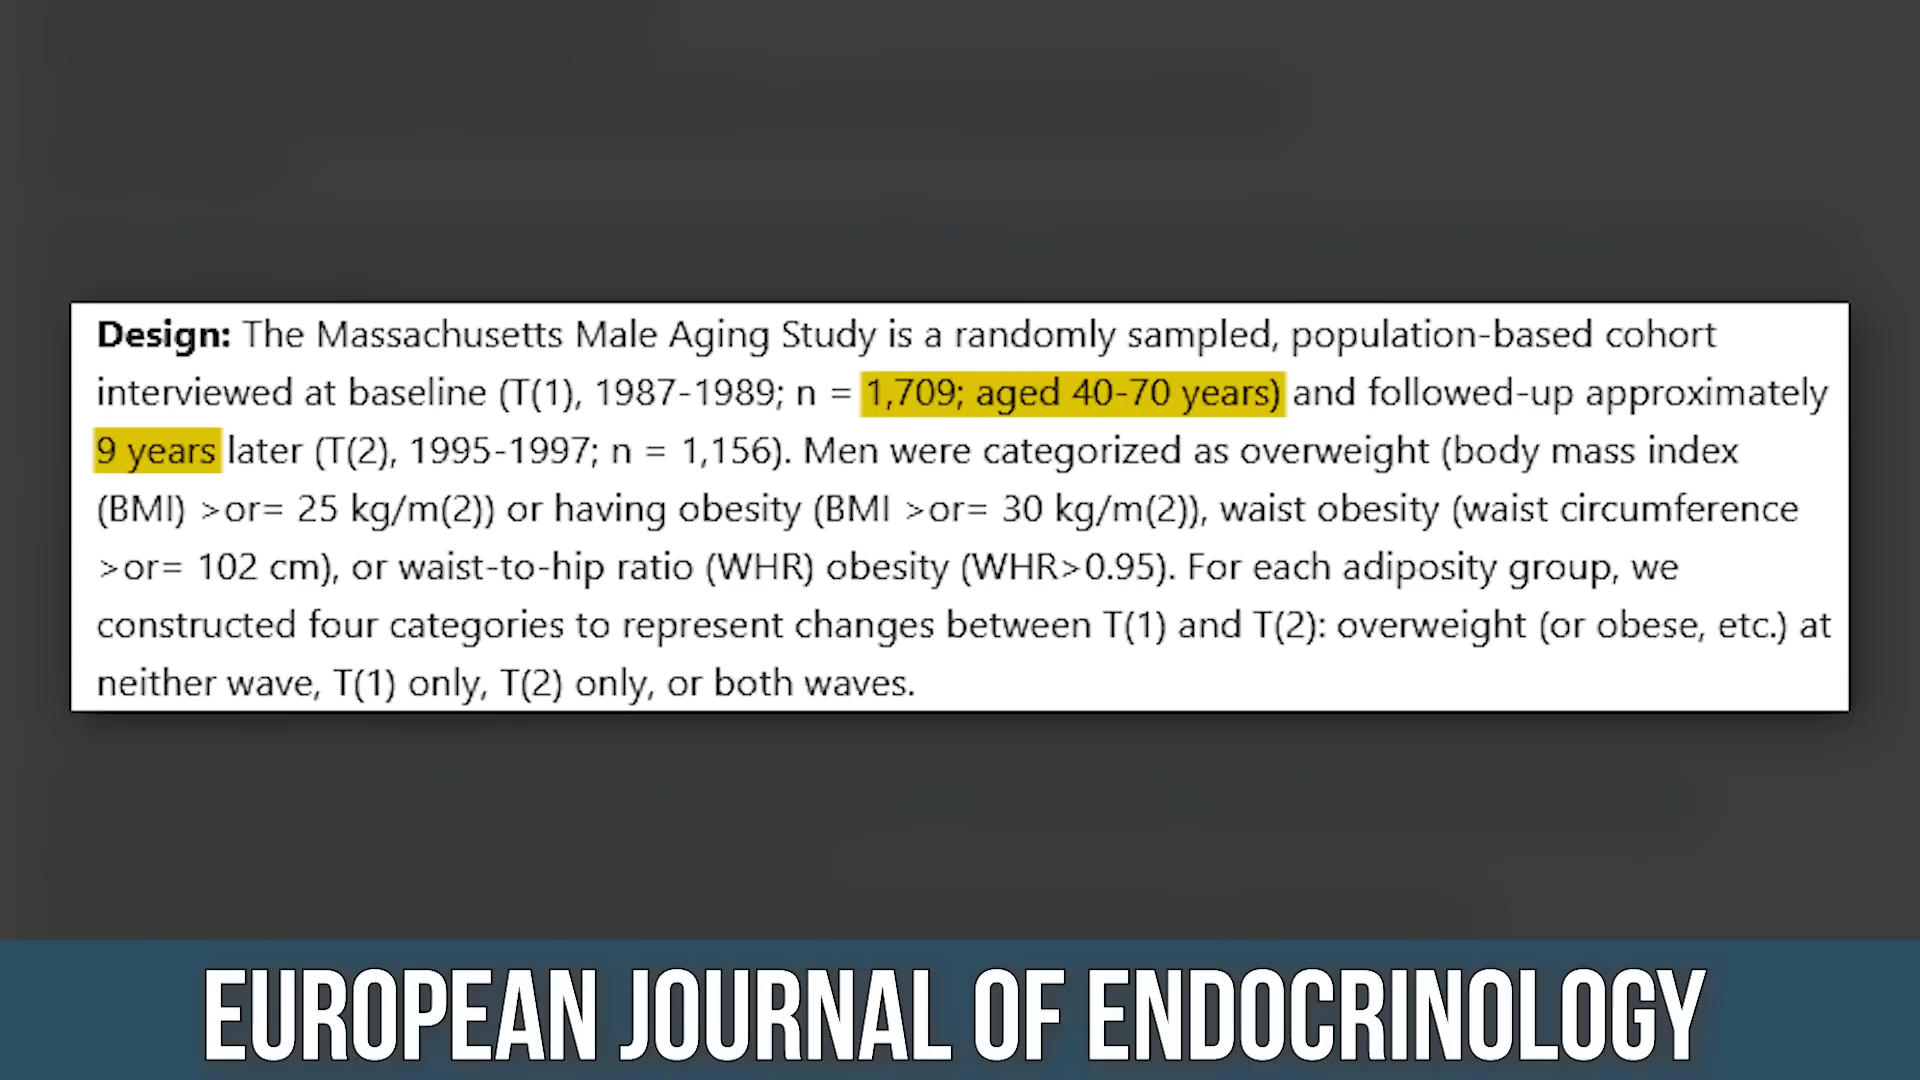 Design: The Massachusetts Male Aging Study is a randomly sampled, population-based cohort
interviewed at baseline (T(1), 1987-1989; n = 1,709; aged 40-70 years) and followed-up approximately
9 years later (T(2), 1995-1997; n = 1,156). Men were categorized as overweight (body mass index
(BMI) >or= 25 kg/m(2)) or having obesity (BMI >or= 30 kg/m(2)), waist obesity (waist circumference
>or= 102 cm), or waist-to-hip ratio (WHR) obesity (WHR>0.95). For each adiposity group, we
constructed four categories to represent changes between T(1) and T(2): overweight (or obese, etc.) at
neither wave, T(1) only, T(2) only, or both waves.
EUROPEAN JOURNAL OF ENDOCRINOLOGY